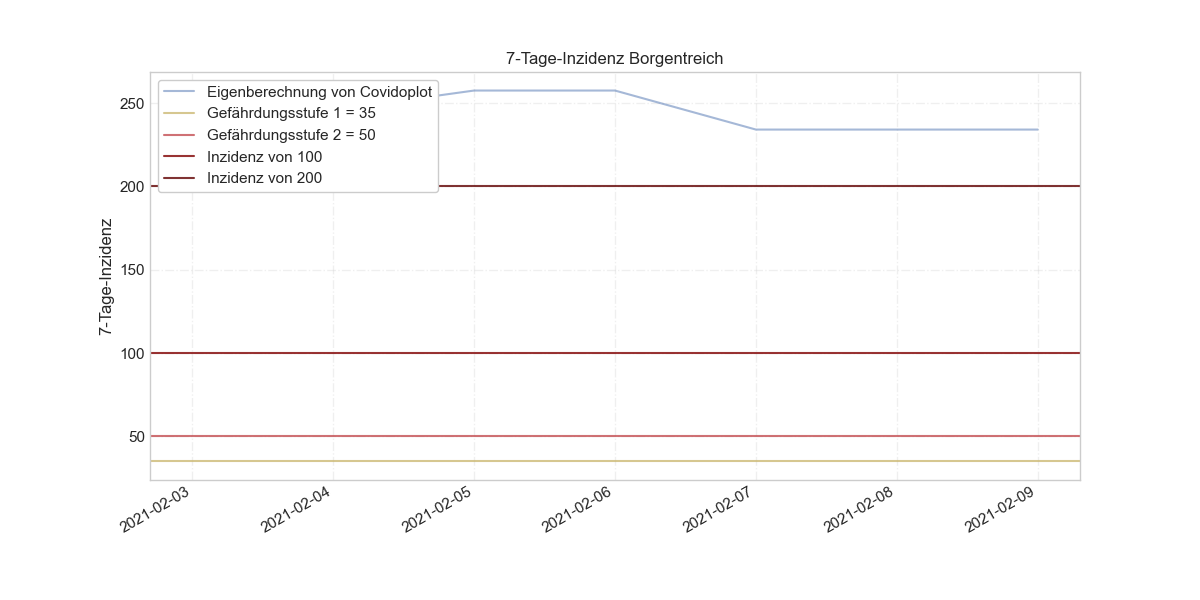 7-Tage-Inzidenz Borgentreich
Eigenberechnung von Covidoplot
Gefährdungsstufe 1 = 35
Gefährdungsstufe 2 = 50
Inzidenz von 100
Inzidenz von 200
7-Tage-Inzidenz
250
200
150
100
50
2021-02-03
2021-02-04
2021-02-05
2021-02-06
2021-02-07
2021-02-08
2021-02-09